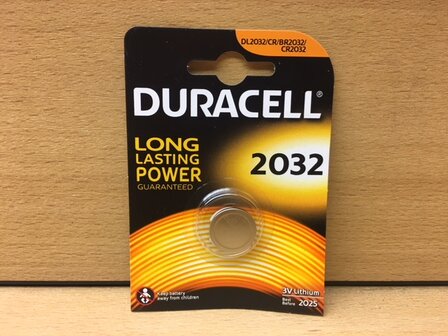 DL2032/CR/BR2032/
CR2032
DURACELL®
LONG
LASTING
POWER
GUARANTEED
2032
Keep battery
away from children
3V Lithium
Best
Before 2025